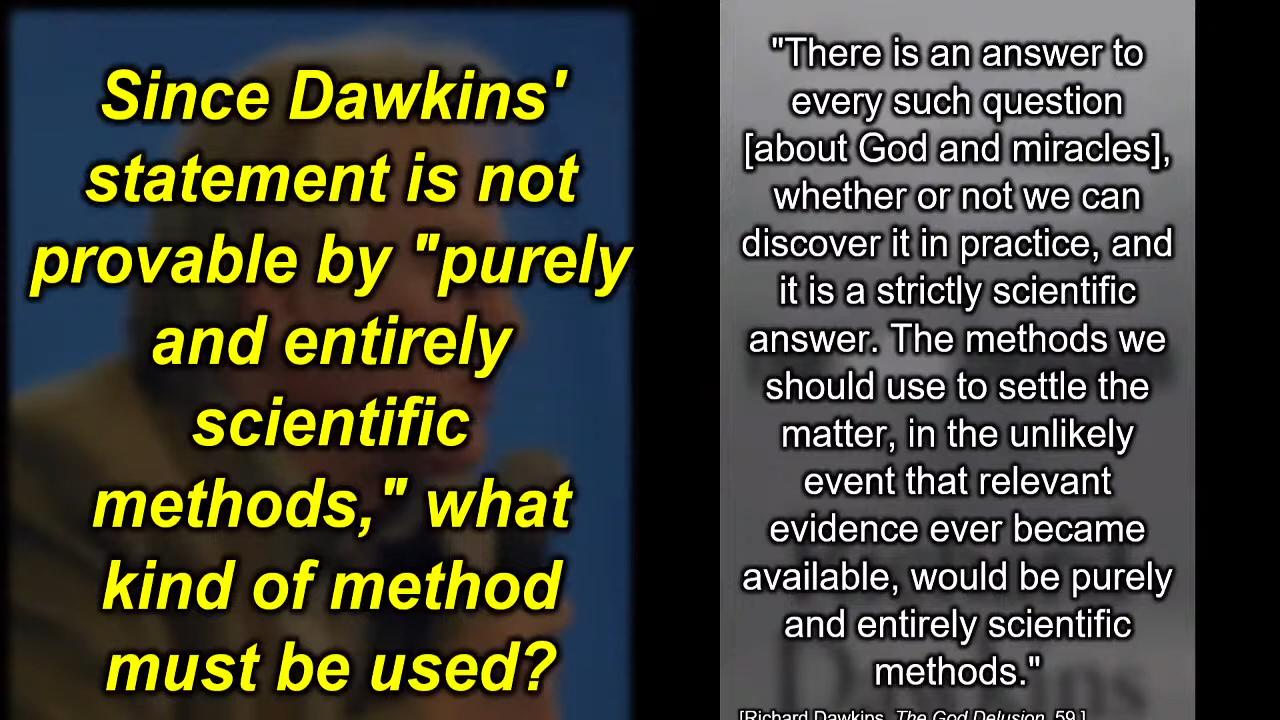 Since Dawkins'
statement is not
provable by "purely
and entirely
scientific
methods," what
kind of method
must be used?
"There is an answer to
every such question
[about God and miracles],
whether or not we can
discover it in practice, and
it is a strictly scientific
answer. The methods we
should use to settle the
matter, in the unlikely
event that relevant
evidence ever became
available, would be purely
and entirely scientific
methods."
[Richard Dawkins, The God Delusion, 59.]